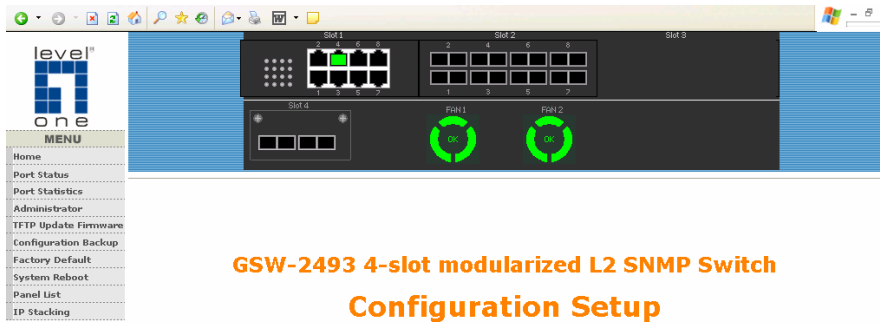 Slot 1
Slot 2
Slot 3
2 4 6 8
2 4 6 8
1 3 5 7
1 3 5 7
Slot 4
FAN 1
FAN 2
OK
OK
level®
one
MENU
Home
Port Status
Port Statistics
Administrator
TFTP Update Firmware
Configuration Backup
Factory Default
System Reboot
Panel List
IP Stacking
GSW-2493 4-slot modularized L2 SNMP Switch
Configuration Setup